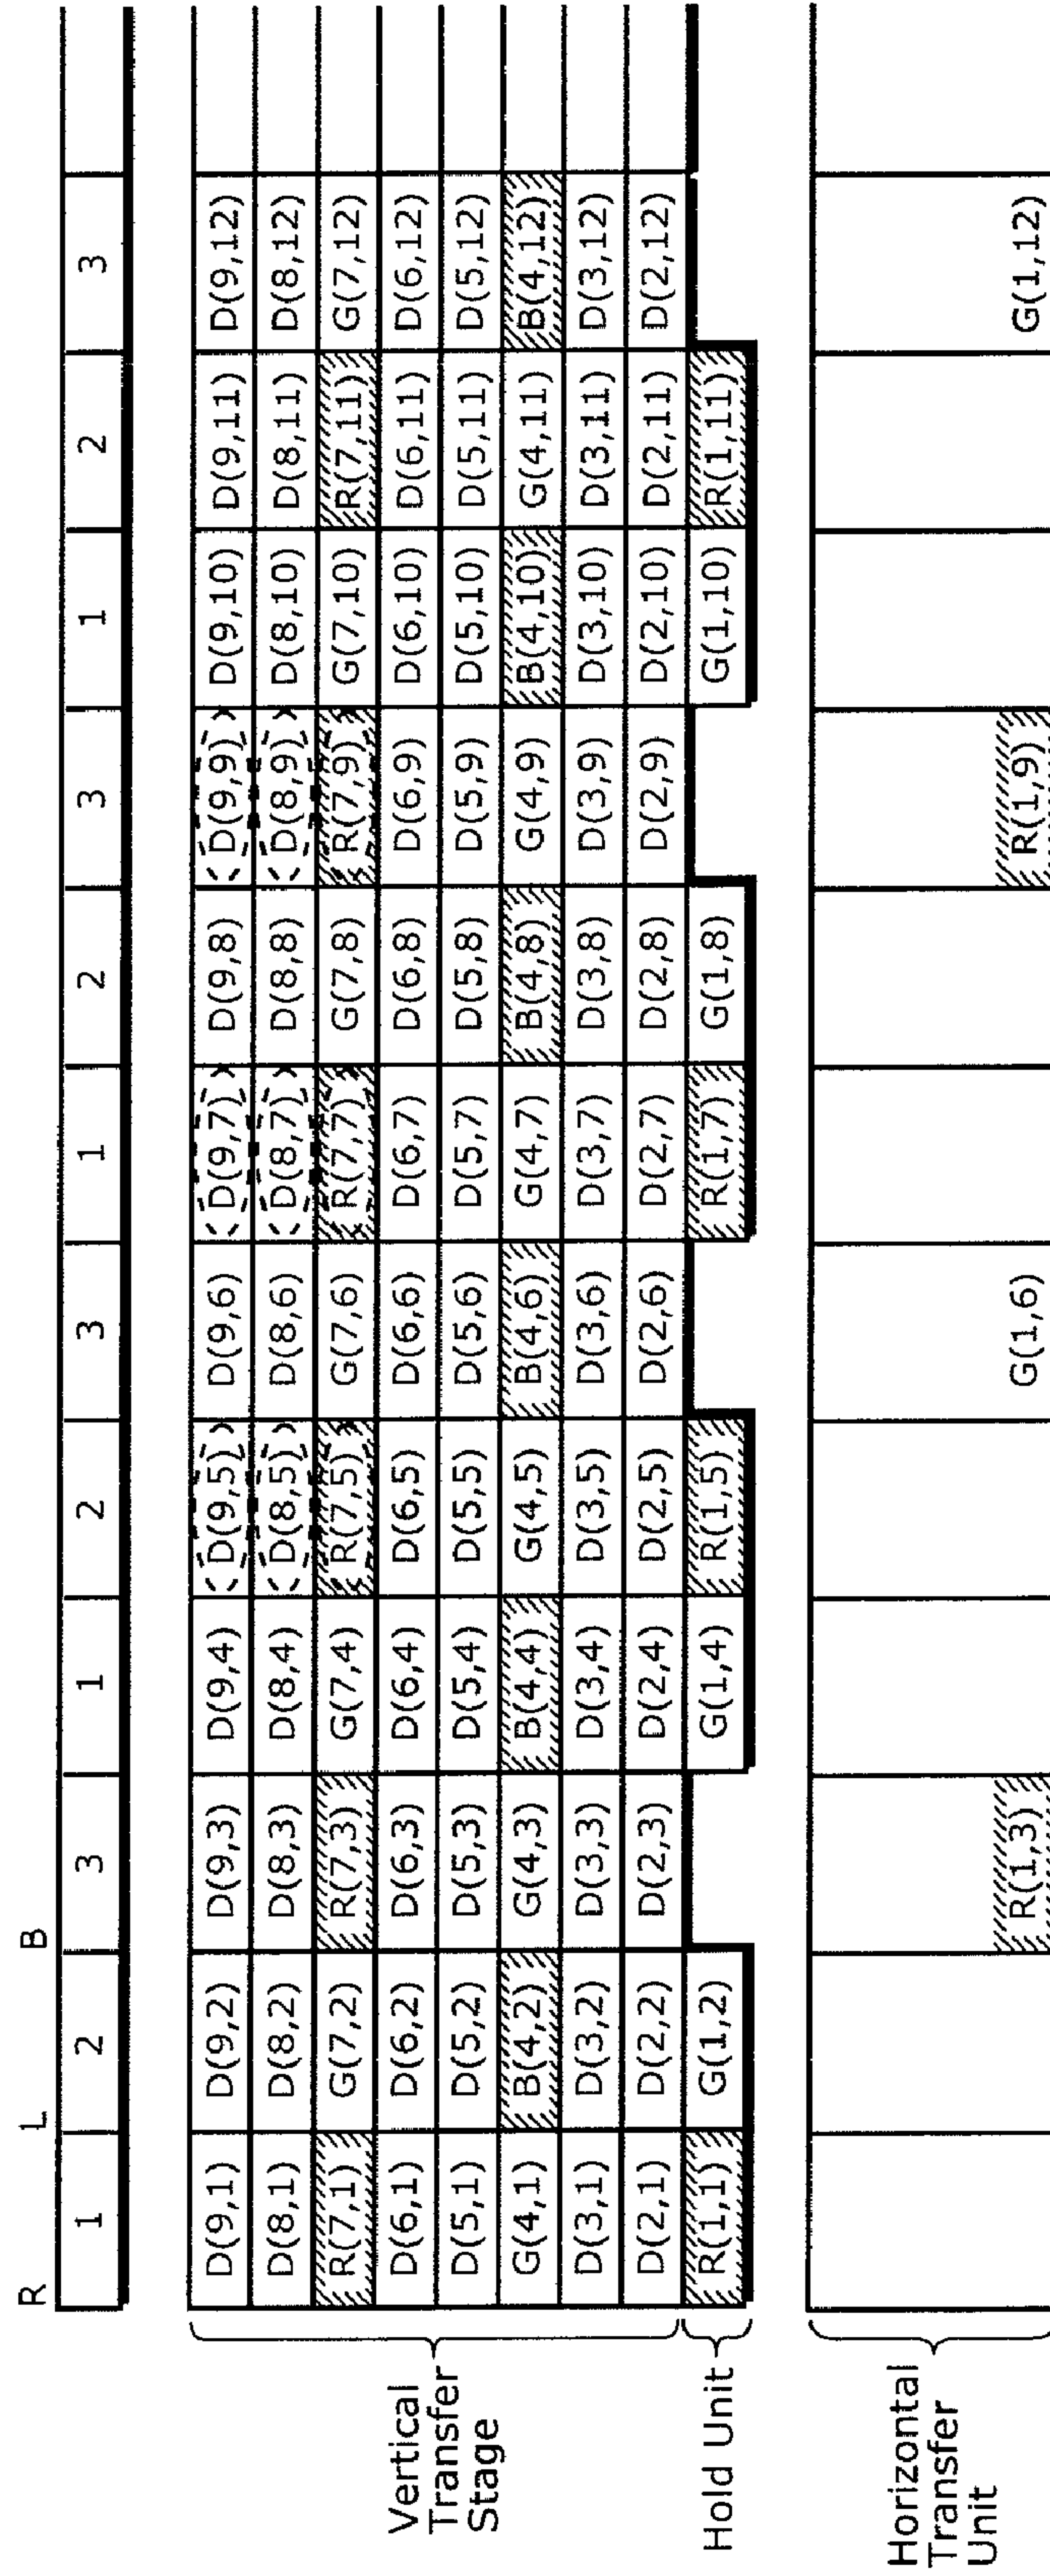 R L B
1 2 3 1 2 3 1 2 3 1 2 3
D(9,1) D(9,2) D(9,3) D(9,4) D(9,5) D(9,6) D(9,7) D(9,8) D(9,9) D(9,10) D(9,11) D(9,12)
D(8,1) D(8,2) D(8,3) D(8,4) D(8,5) D(8,6) D(8,7) D(8,8) D(8,9) D(8,10) D(8,11) D(8,12)
R(7,1) G(7,2) R(7,3) G(7,4) R(7,5) G(7,6) R(7,7) G(7,8) R(7,9) G(7,10) R(7,11) G(7,12)
D(6,1) D(6,2) D(6,3) D(6,4) D(6,5) D(6,6) D(6,7) D(6,8) D(6,9) D(6,10) D(6,11) D(6,12)
D(5,1) D(5,2) D(5,3) D(5,4) D(5,5) D(5,6) D(5,7) D(5,8) D(5,9) D(5,10) D(5,11) D(5,12)
G(4,1) B(4,2) G(4,3) B(4,4) G(4,5) B(4,6) G(4,7) B(4,8) G(4,9) B(4,10) G(4,11) B(4,12)
D(3,1) D(3,2) D(3,3) D(3,4) D(3,5) D(3,6) D(3,7) D(3,8) D(3,9) D(3,10) D(3,11) D(3,12)
D(2,1) D(2,2) D(2,3) D(2,4) D(2,5) D(2,6) D(2,7) D(2,8) D(2,9) D(2,10) D(2,11) D(2,12)
R(1,1) G(1,2) G(1,4) R(1,5) R(1,7) G(1,8) G(1,10) R(1,11)
R(1,3) G(1,6) R(1,9) G(1,12)
Vertical
Transfer
Stage
Hold Unit
Horizontal
Transfer
Unit